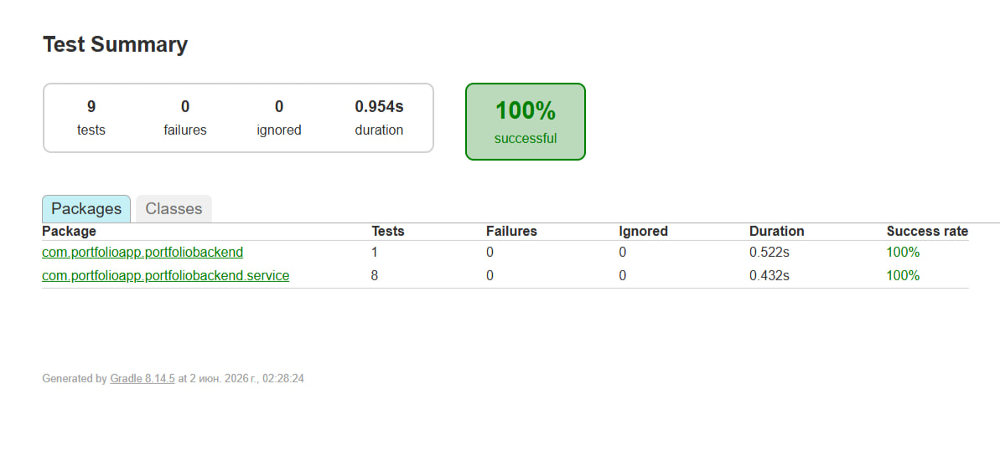 Test Summary
9 0 0 0.954s
tests failures ignored duration
100%
successful
Packages Classes
Package Tests Failures Ignored Duration Success rate
com.portfolioapp.portfoliobackend 1 0 0 0.522s 100%
com.portfolioapp.portfoliobackend.service 8 0 0 0.432s 100%
Generated by Gradle 8.14.5 at 2 июн. 2026 г., 02:28:24